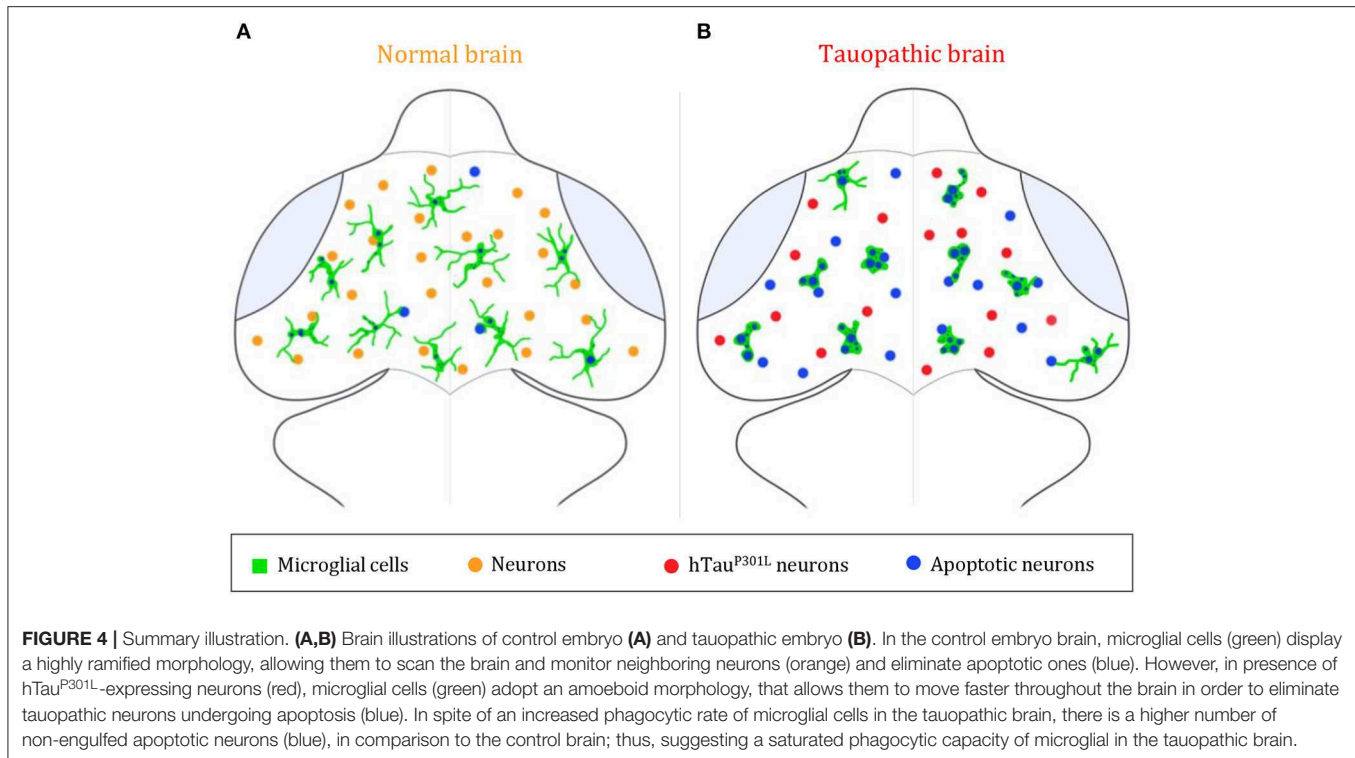 A
B
Normal brain
Tauopathic brain
Microglial cells
Neurons
hTauP301L neurons
Apoptotic neurons
FIGURE 4 | Summary illustration. (A,B) Brain illustrations of control embryo (A) and tauopathic embryo (B). In the control embryo brain, microglial cells (green) display
a highly ramified morphology, allowing them to scan the brain and monitor neighboring neurons (orange) and eliminate apoptotic ones (blue). However, in presence of
hTauP301L-expressing neurons (red), microglial cells (green) adopt an amoeboid morphology, that allows them to move faster throughout the brain in order to eliminate
tauopathic neurons undergoing apoptosis (blue). In spite of an increased phagocytic rate of microglial cells in the tauopathic brain, there is a higher number of
non-engulfed apoptotic neurons (blue), in comparison to the control brain; thus, suggesting a saturated phagocytic capacity of microglial in the tauopathic brain.